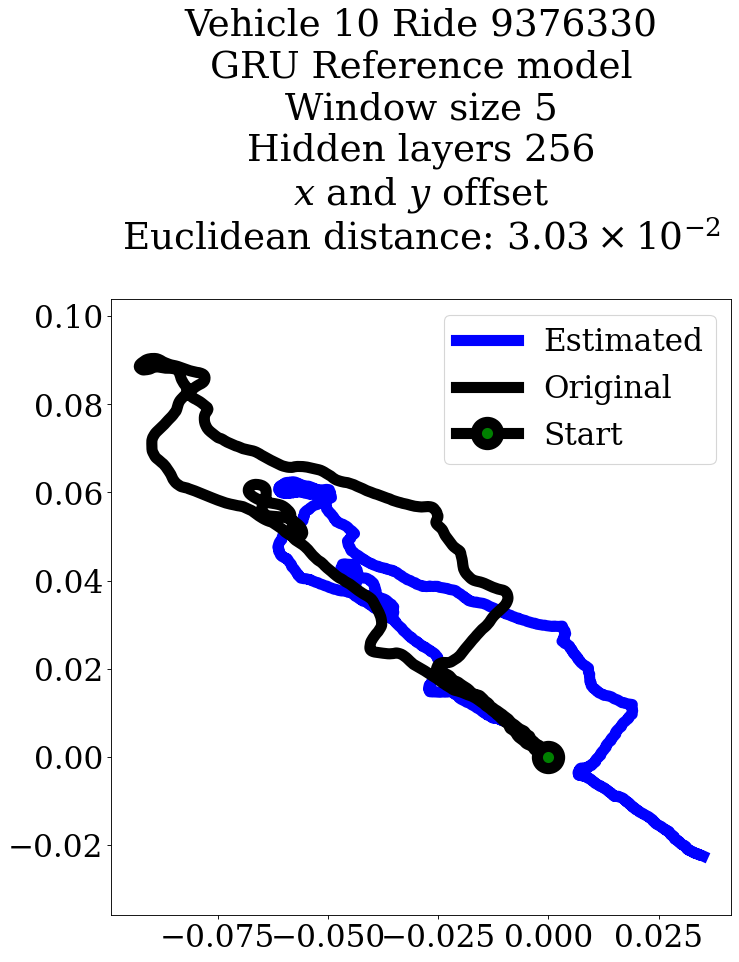 Vehicle 10 Ride 9376330
GRU Reference model
Window size 5
Hidden layers 256
x and y offset
Euclidean distance: 3.03 × 10⁻²
Estimated
Original
Start
0.10
0.08
0.06
0.04
0.02
0.00
−0.02
−0.075 −0.050 −0.025 0.000 0.025